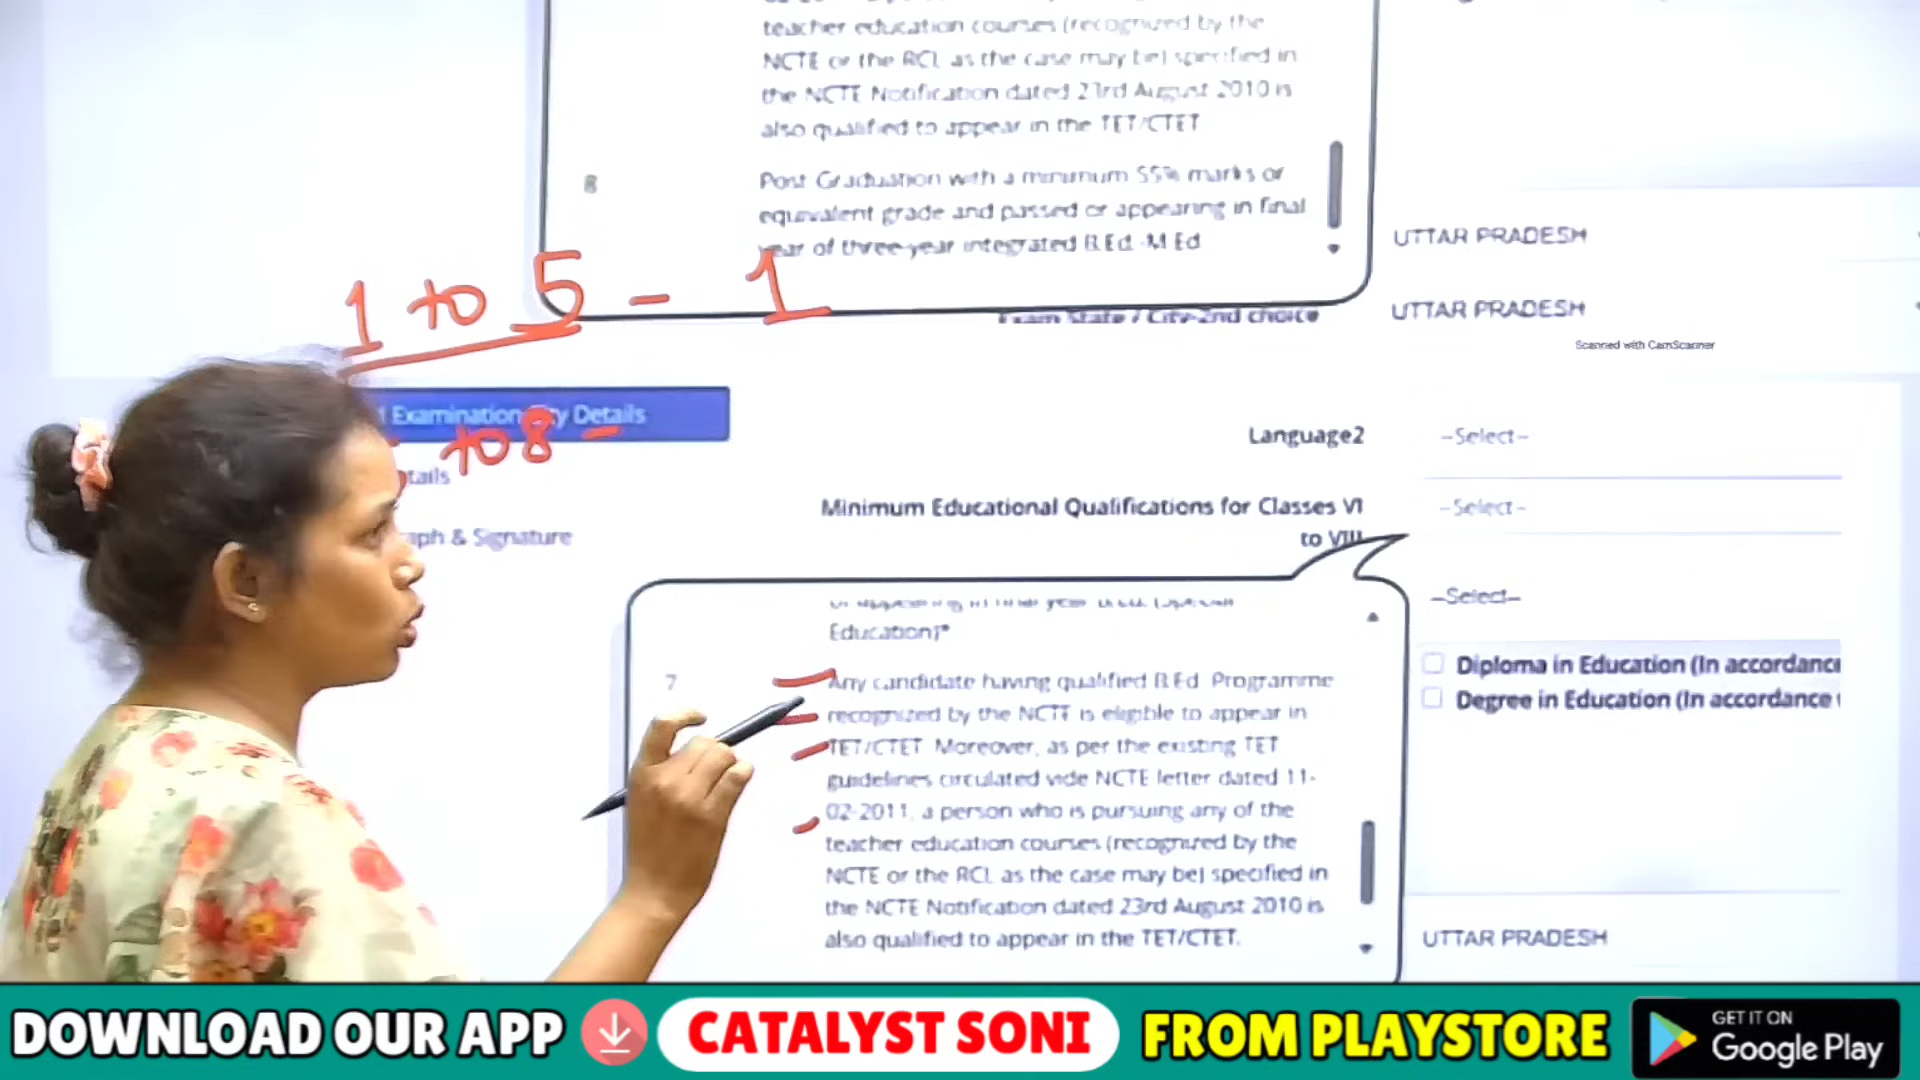 teacher education courses (recognized by the
NCTE or the RCI, as the case may be) specified in
the NCTE Notification dated 23rd August 2010 is
also qualified to appear in the TET/CTET
8
Post Graduation with a minimum 55% marks or
equivalent grade and passed or appearing in final
year of three-year integrated B.Ed.-M.Ed
UTTAR PRADESH
1 to 5 - 1
Exam State / City-2nd choice
UTTAR PRADESH
Scanned with CamScanner
Examination City Details
to 8 -
tails
Language2
--Select--
Minimum Educational Qualifications for Classes VI
to VIII
--Select--
aph & Signature
--Select--
Education)*
Diploma in Education (In accordance
Degree in Education (In accordance
7
Any candidate having qualified B.Ed. Programme
recognized by the NCTE is eligible to appear in
TET/CTET. Moreover, as per the existing TET
guidelines circulated vide NCTE letter dated 11-
02-2011, a person who is pursuing any of the
teacher education courses (recognized by the
NCTE or the RCI, as the case may be) specified in
the NCTE Notification dated 23rd August 2010 is
also qualified to appear in the TET/CTET.
UTTAR PRADESH
DOWNLOAD OUR APP CATALYST SONI FROM PLAYSTORE
GET IT ON
Google Play